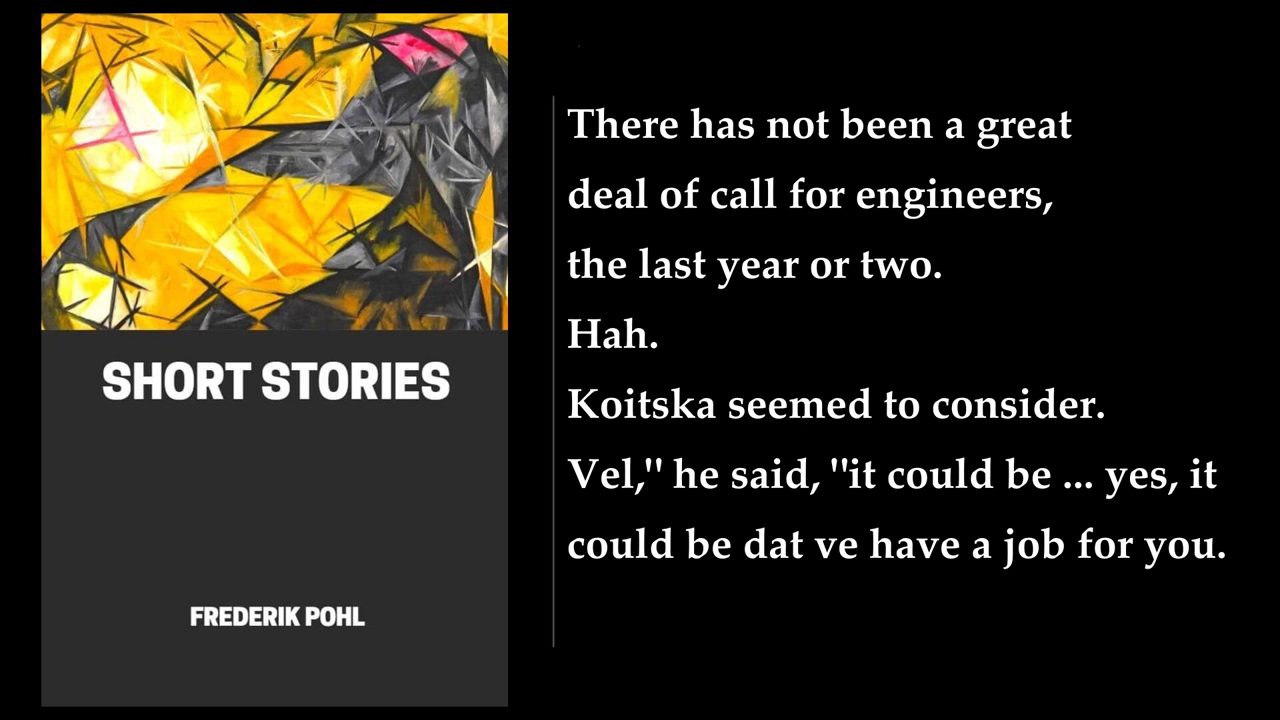 SHORT STORIES
FREDERIK POHL
There has not been a great
deal of call for engineers,
the last year or two.
Hah.
Koitska seemed to consider.
Vel," he said, "it could be ... yes, it
could be dat ve have a job for you.